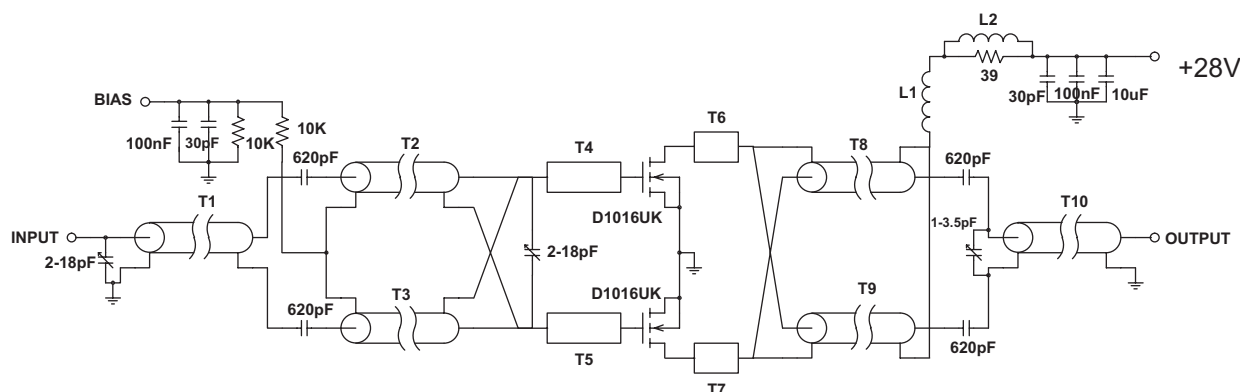 L2
39
+28V
L1
30pF
100nF
10uF
BIAS
100nF
30pF
10K
10K
T6
620pF
T2
T4
T8
620pF
T1
D1016UK
1-3.5pF
T10
INPUT
2-18pF
2-18pF
OUTPUT
620pF
T3
D1016UK
T9
620pF
T5
T7